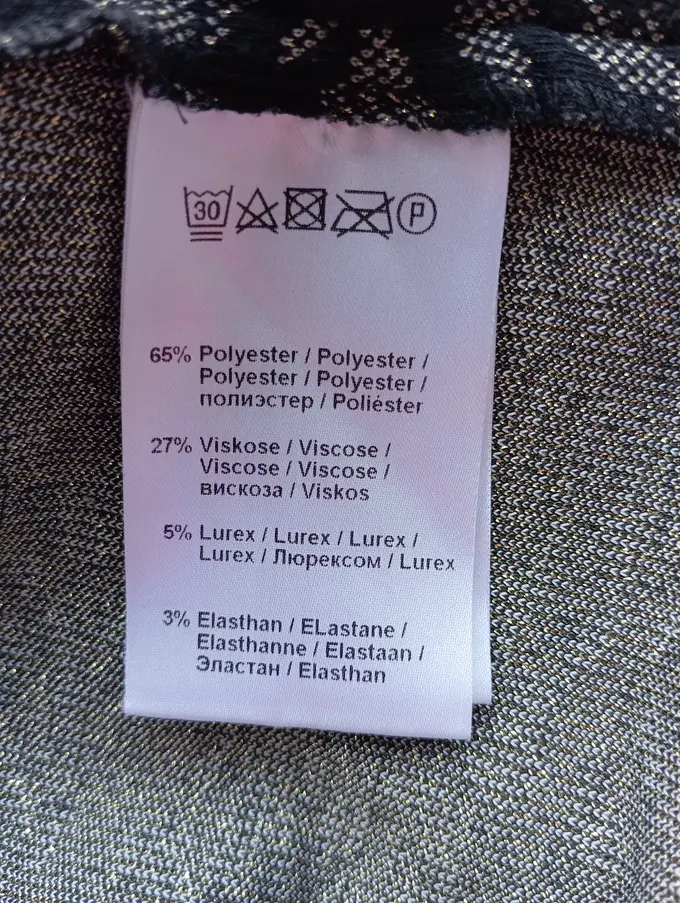 30 P
65% Polyester / Polyester /
Polyester / Polyester /
полиэстер / Poliéster
27% Viskose / Viscose /
Viscose / Viscose /
вискоза / Viskos
5% Lurex / Lurex / Lurex /
Lurex / Люрексом / Lurex
3% Elasthan / ELastane /
Elasthanne / Elastaan /
Эластан / Elasthan